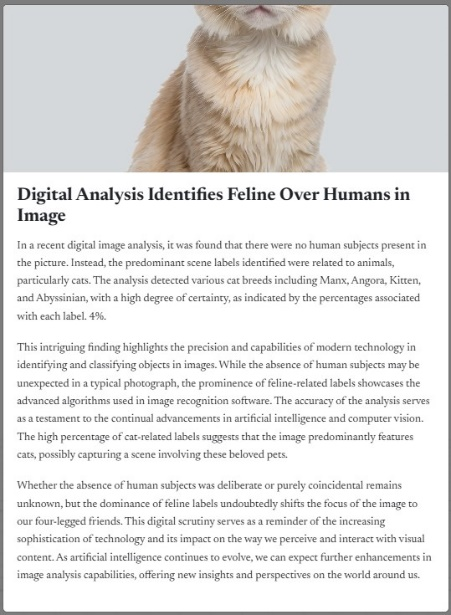 Digital Analysis Identifies Feline Over Humans in
Image
In a recent digital image analysis, it was found that there were no human subjects present in
the picture. Instead, the predominant scene labels identified were related to animals,
particularly cats. The analysis detected various cat breeds including Manx, Angora, Kitten,
and Abyssinian, with a high degree of certainty, as indicated by the percentages associated
with each label. 4%.
This intriguing finding highlights the precision and capabilities of modern technology in
identifying and classifying objects in images. While the absence of human subjects may be
unexpected in a typical photograph, the prominence of feline-related labels showcases the
advanced algorithms used in image recognition software. The accuracy of the analysis serves
as a testament to the continual advancements in artificial intelligence and computer vision.
The high percentage of cat-related labels suggests that the image predominantly features
cats, possibly capturing a scene involving these beloved pets.
Whether the absence of human subjects was deliberate or purely coincidental remains
unknown, but the dominance of feline labels undoubtedly shifts the focus of the image to
our four-legged friends. This digital scrutiny serves as a reminder of the increasing
sophistication of technology and its impact on the way we perceive and interact with visual
content. As artificial intelligence continues to evolve, we can expect further enhancements in
image analysis capabilities, offering new insights and perspectives on the world around us.